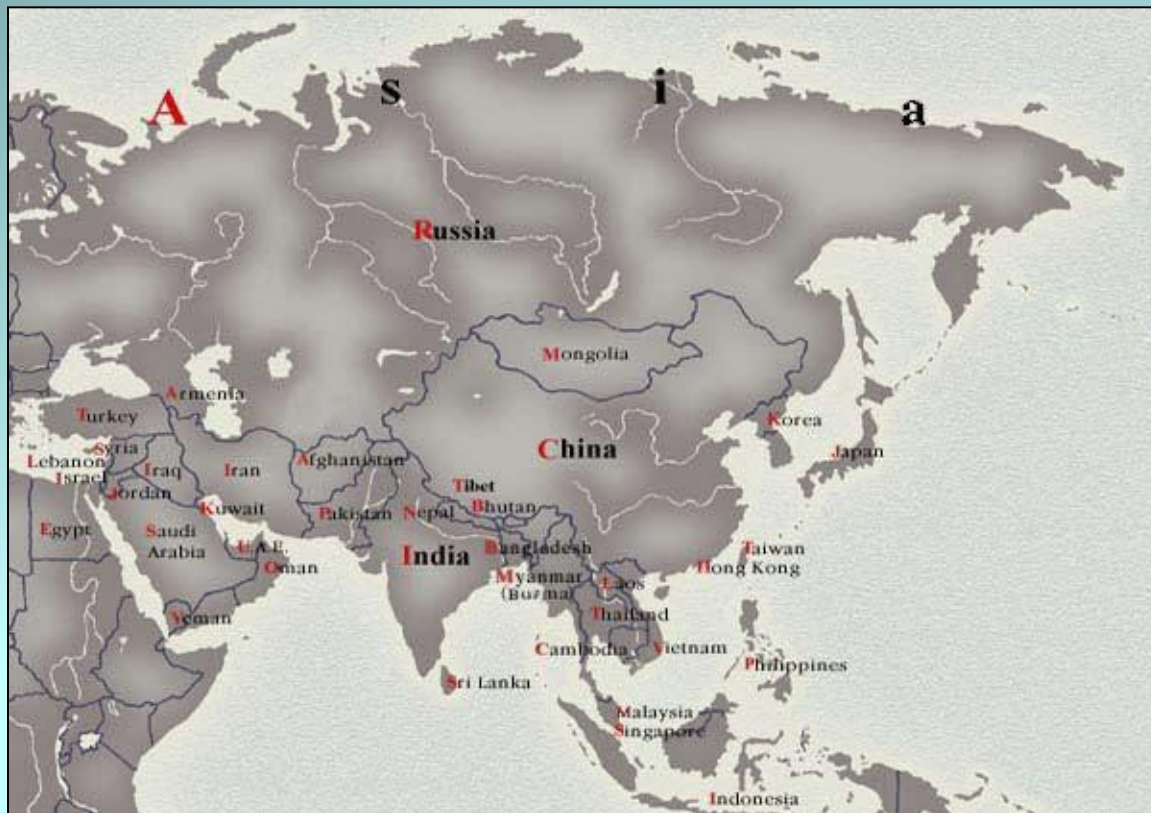 A s i a
Russia
Mongolia
Armenia
Turkey
Korea
Japan
Syria
China
Lebanon
Iraq
Iran
Afghanistan
Israel
Tibet
Jordan
Kuwait
Pakistan
Nepal
Bhutan
Egypt
Saudi
Arabia
U.A.E.
India
Bangladesh
Taiwan
Oman
Hong Kong
Myanmar
(Burma)
Laos
Yeman
Thailand
Cambodia
Vietnam
Philippines
Sri Lanka
Malaysia
Singapore
Indonesia